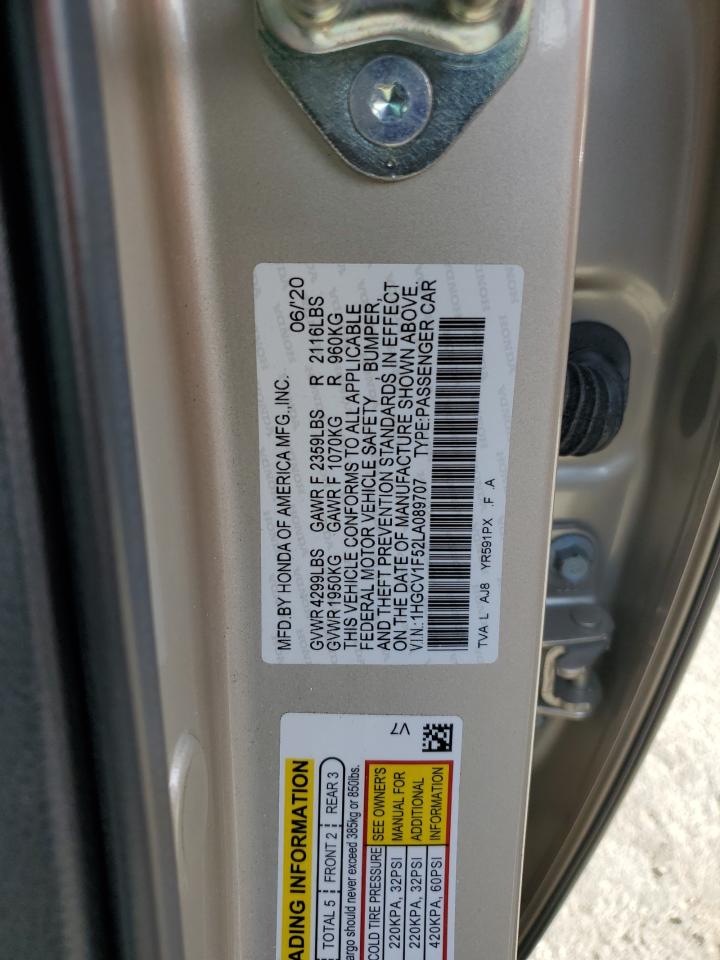 MFD.BY HONDA OF AMERICA MFG.,INC. 06/'20
GVWR 4299LBS GAWR F 2359LBS R 2116LBS
GVWR 1950KG GAWR F 1070KG R 960KG
THIS VEHICLE CONFORMS TO ALL APPLICABLE
FEDERAL MOTOR VEHICLE SAFETY BUMPER,
AND THEFT PREVENTION STANDARDS IN EFFECT
ON THE DATE OF MANUFACTURE SHOWN ABOVE.
V.I.N.:1HGCV1F52LA089707 TYPE:PASSENGER CAR
TVA L AJ8 YR591PX .F .A
ADING INFORMATION
TOTAL 5 FRONT 2 REAR 3
argo should never exceed 385kg or 850lbs.
COLD TIRE PRESSURE SEE OWNER'S
220KPA, 32PSI MANUAL FOR
220KPA, 32PSI ADDITIONAL
420KPA, 60PSI INFORMATION
V7